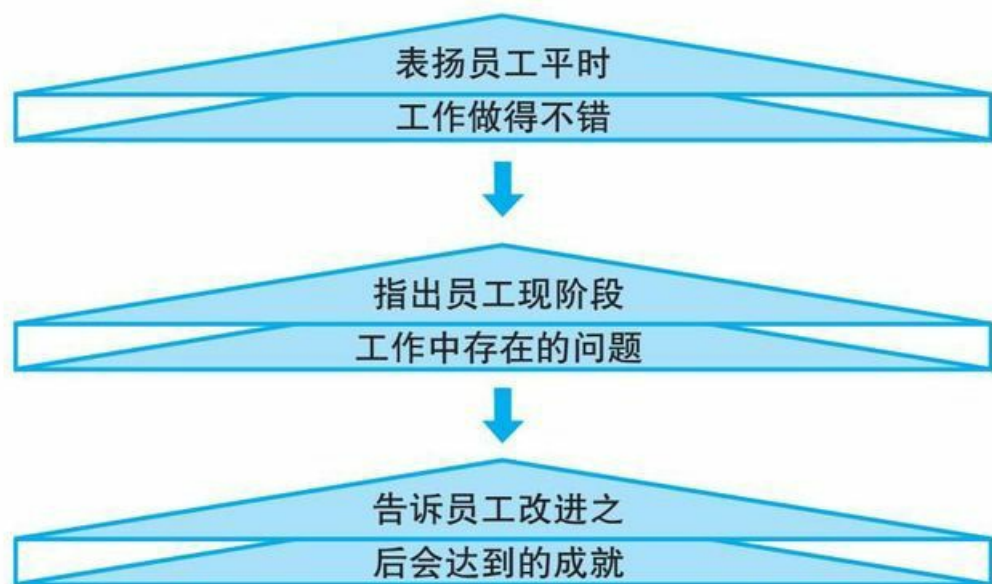 表扬员工平时
工作做得不错
指出员工现阶段
工作中存在的问题
告诉员工改进之
后会达到的成就